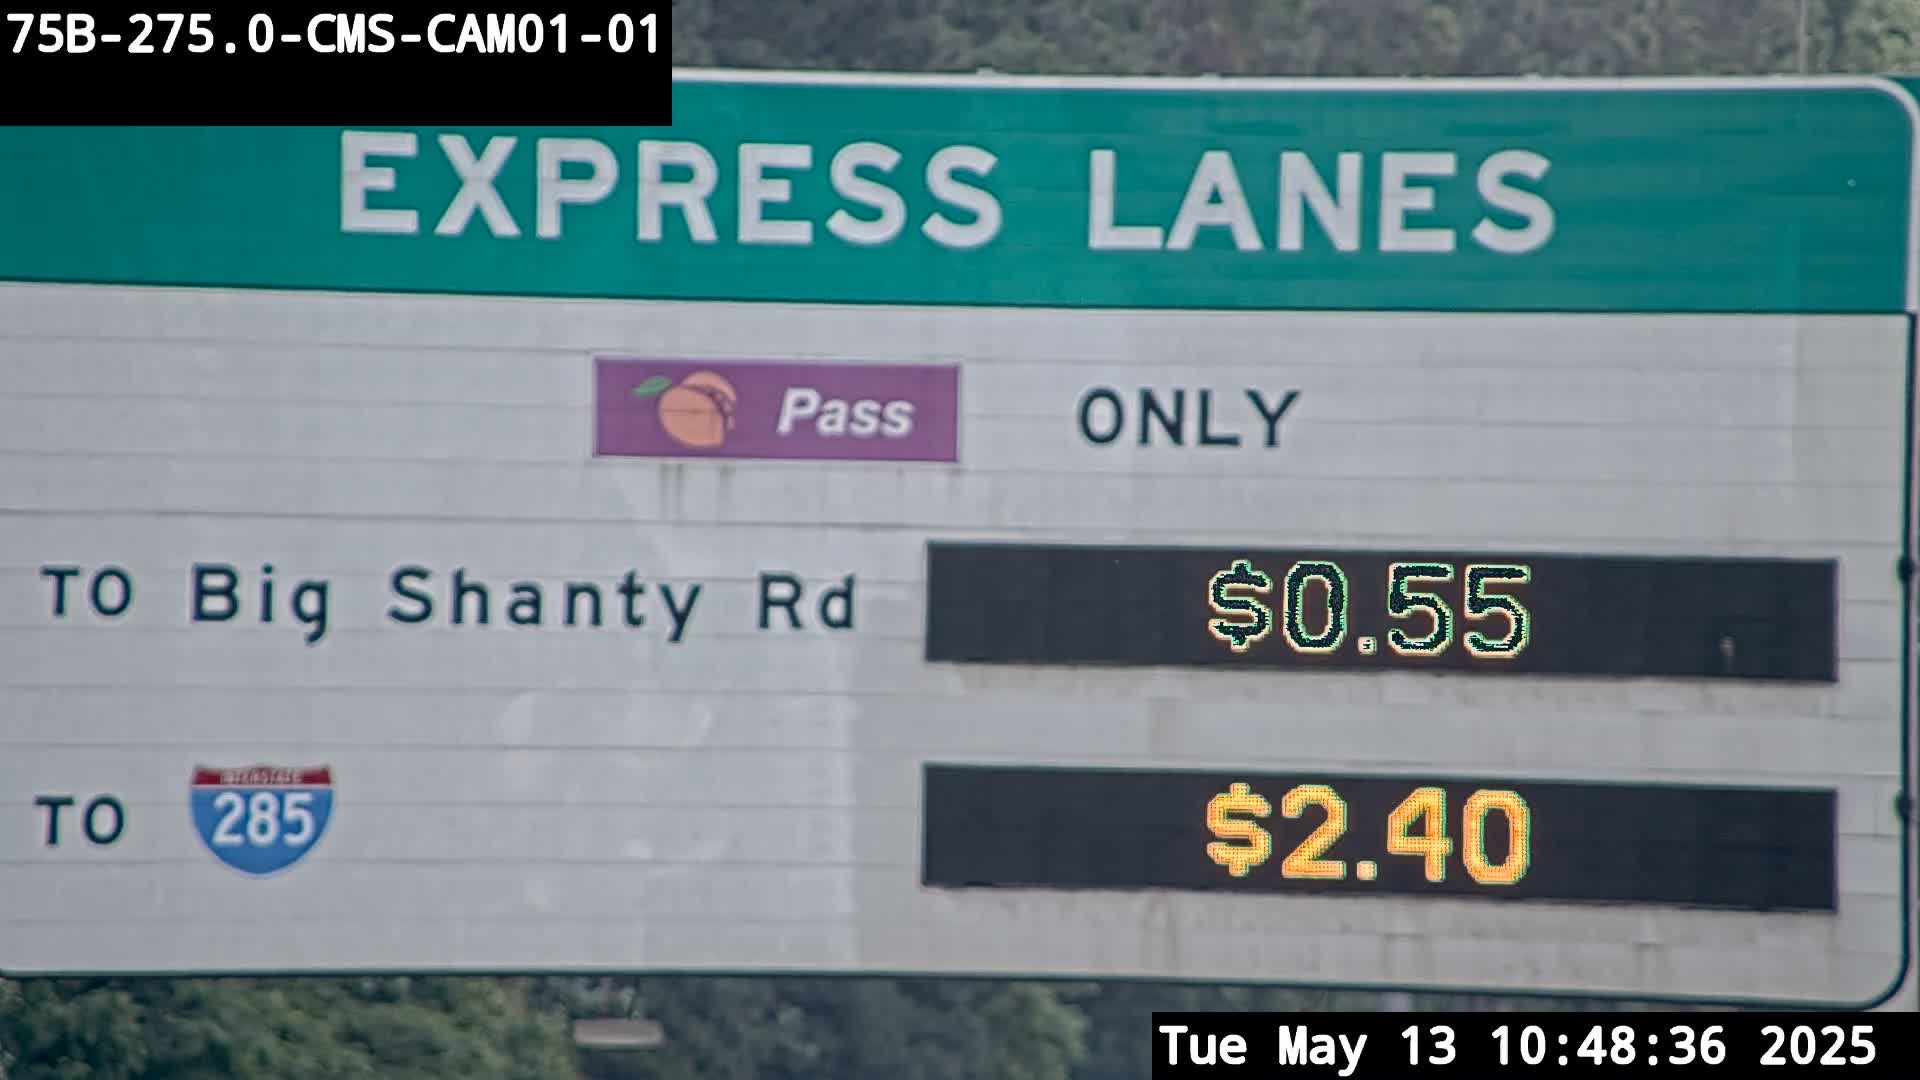 75B-275.0-CMS-CAM01-01
EXPRESS LANES
Pass ONLY
TO Big Shanty Rd $0.55
INTERSTATE
TO 285 $2.40
Tue May 13 10:48:36 2025